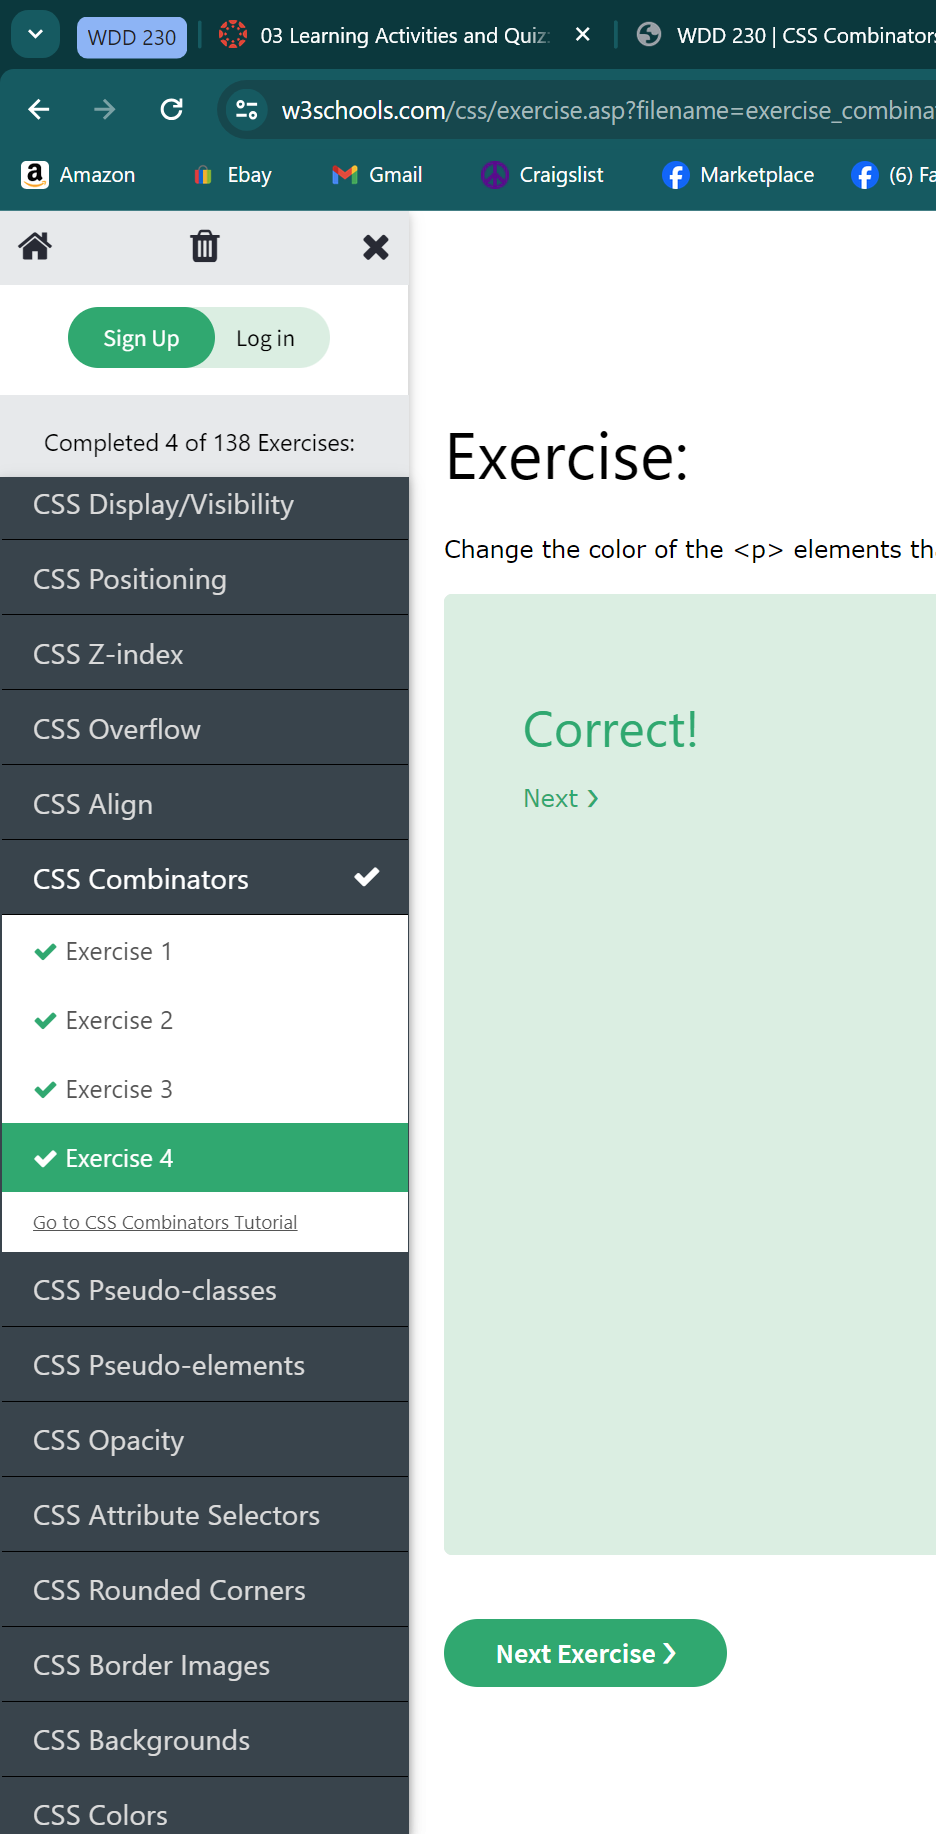 WDD 230
03 Learning Activities and Quiz
WDD 230 | CSS Combinators
w3schools.com/css/exercise.asp?filename=exercise_combina
Amazon
Ebay
Gmail
Craigslist
Marketplace
(6) Fa
Sign Up
Log in
Completed 4 of 138 Exercises:
CSS Display/Visibility
CSS Positioning
CSS Z-index
CSS Overflow
CSS Align
CSS Combinators
Exercise 1
Exercise 2
Exercise 3
Exercise 4
Go to CSS Combinators Tutorial
CSS Pseudo-classes
CSS Pseudo-elements
CSS Opacity
CSS Attribute Selectors
CSS Rounded Corners
CSS Border Images
CSS Backgrounds
CSS Colors
Exercise:
Change the color of the <p> elements th
Correct!
Next ❯
Next Exercise ❯